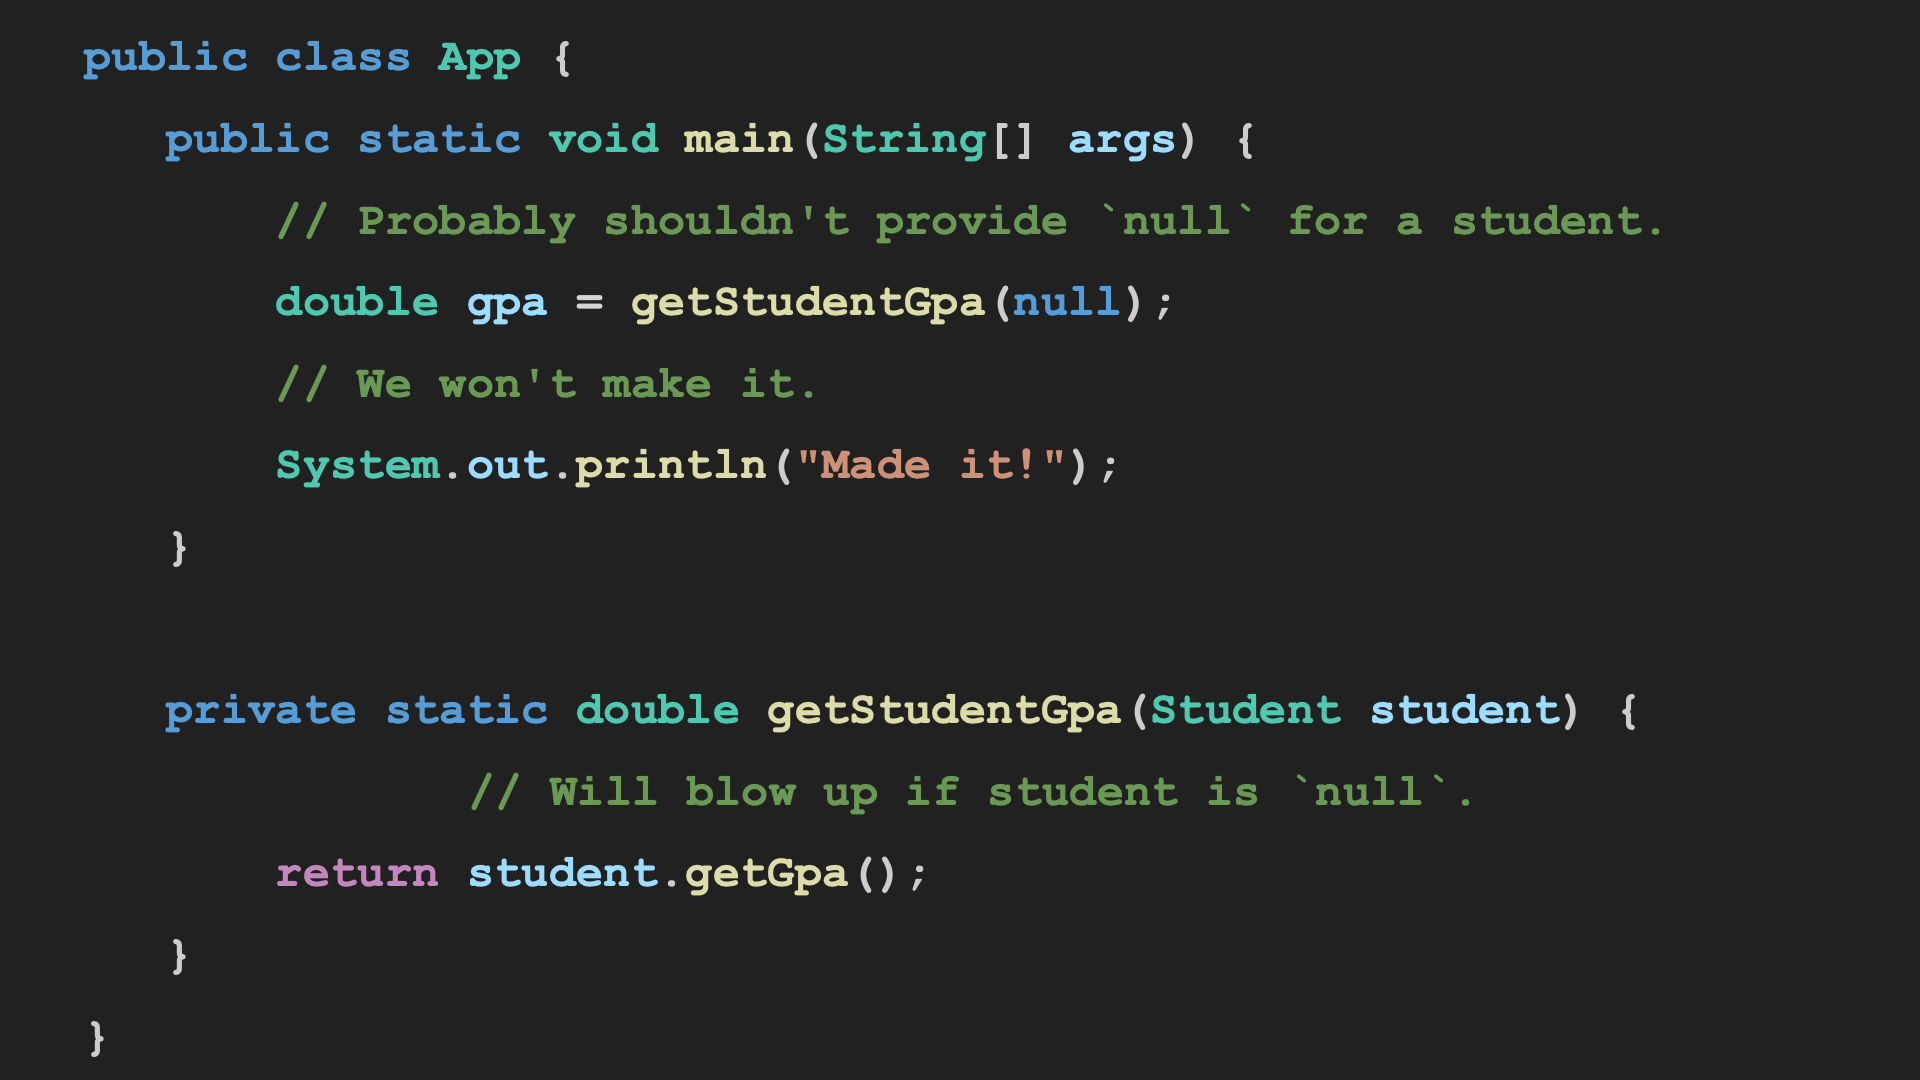 public class App {
public static void main(String[] args) {
// Probably shouldn't provide `null` for a student.
double gpa = getStudentGpa(null);
// We won't make it.
System.out.println("Made it!");
}
private static double getStudentGpa(Student student) {
// Will blow up if student is `null`.
return student.getGpa();
}
}